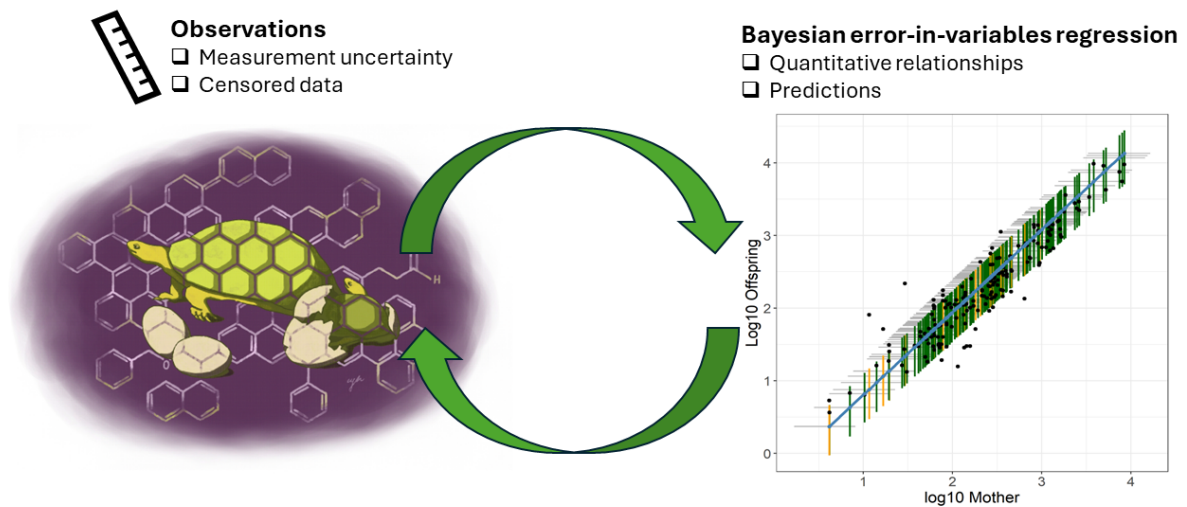 Observations
Measurement uncertainty
Censored data
Bayesian error-in-variables regression
Quantitative relationships
Predictions
H
O
Log10 Offspring
4
3
2
1
0
1 2 3 4
log10 Mother